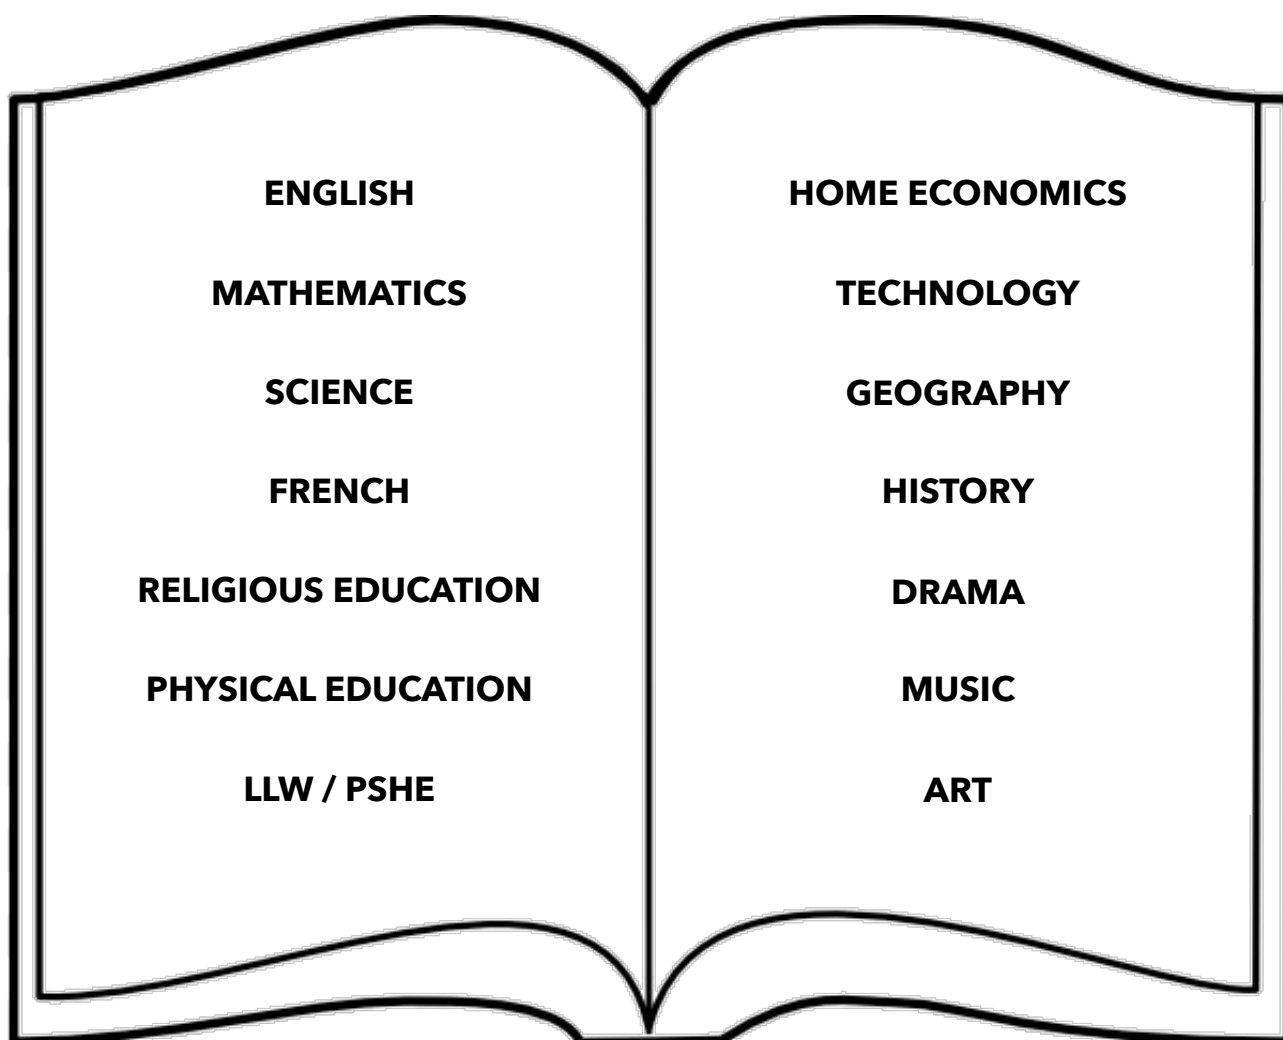 ENGLISH
MATHEMATICS
SCIENCE
FRENCH
RELIGIOUS EDUCATION
PHYSICAL EDUCATION
LLW / PSHE
HOME ECONOMICS
TECHNOLOGY
GEOGRAPHY
HISTORY
DRAMA
MUSIC
ART